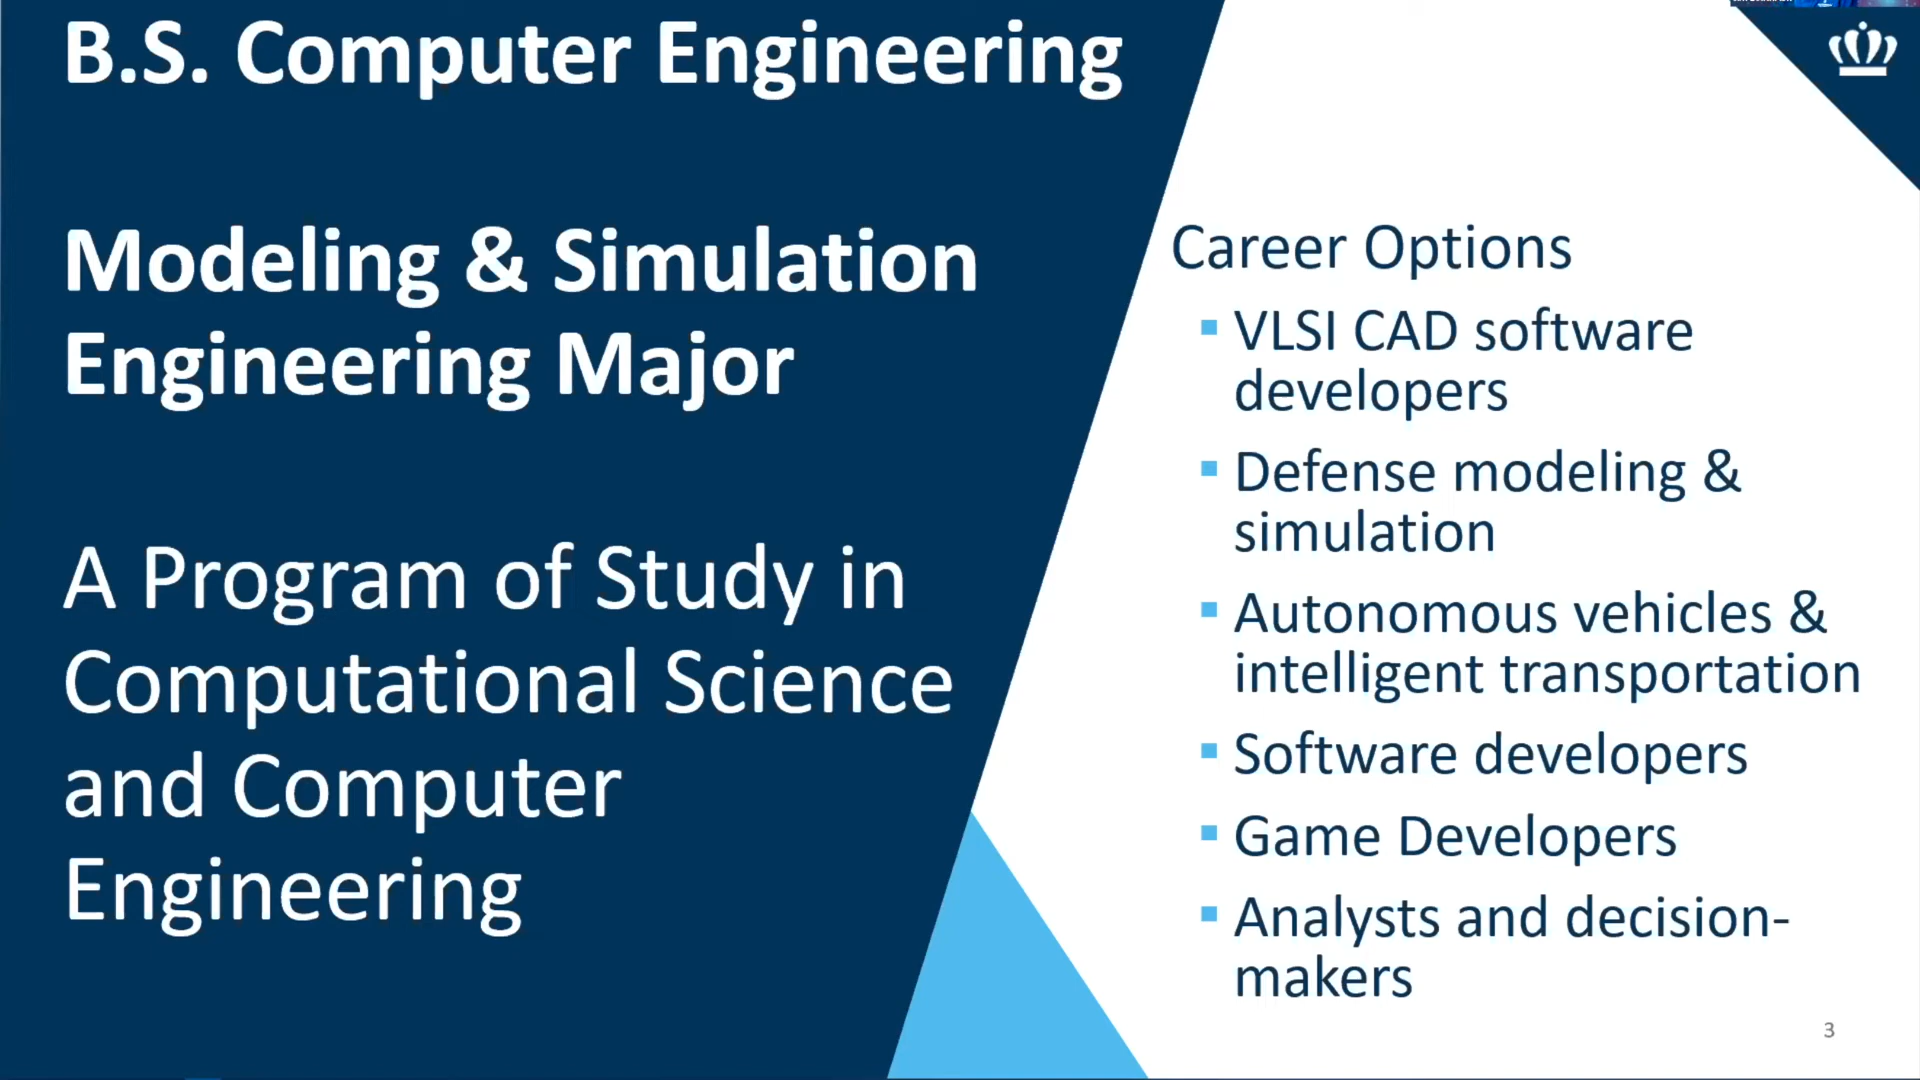 B.S. Computer Engineering
Modeling & Simulation
Engineering Major
A Program of Study in
Computational Science
and Computer
Engineering
Career Options
VLSI CAD software
developers
Defense modeling &
simulation
Autonomous vehicles &
intelligent transportation
Software developers
Game Developers
Analysts and decision-
makers
3